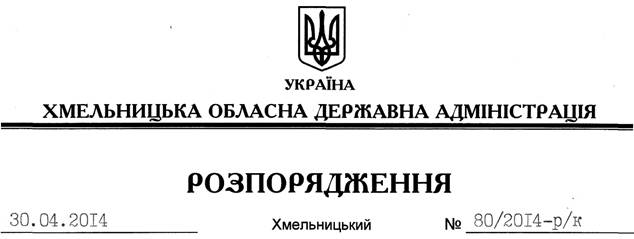 УКРАЇНА
ХМЕЛЬНИЦЬКА ОБЛАСНА ДЕРЖАВНА АДМІНІСТРАЦІЯ
РОЗПОРЯДЖЕННЯ
30.04.2014 Хмельницький № 80/2014-р/к